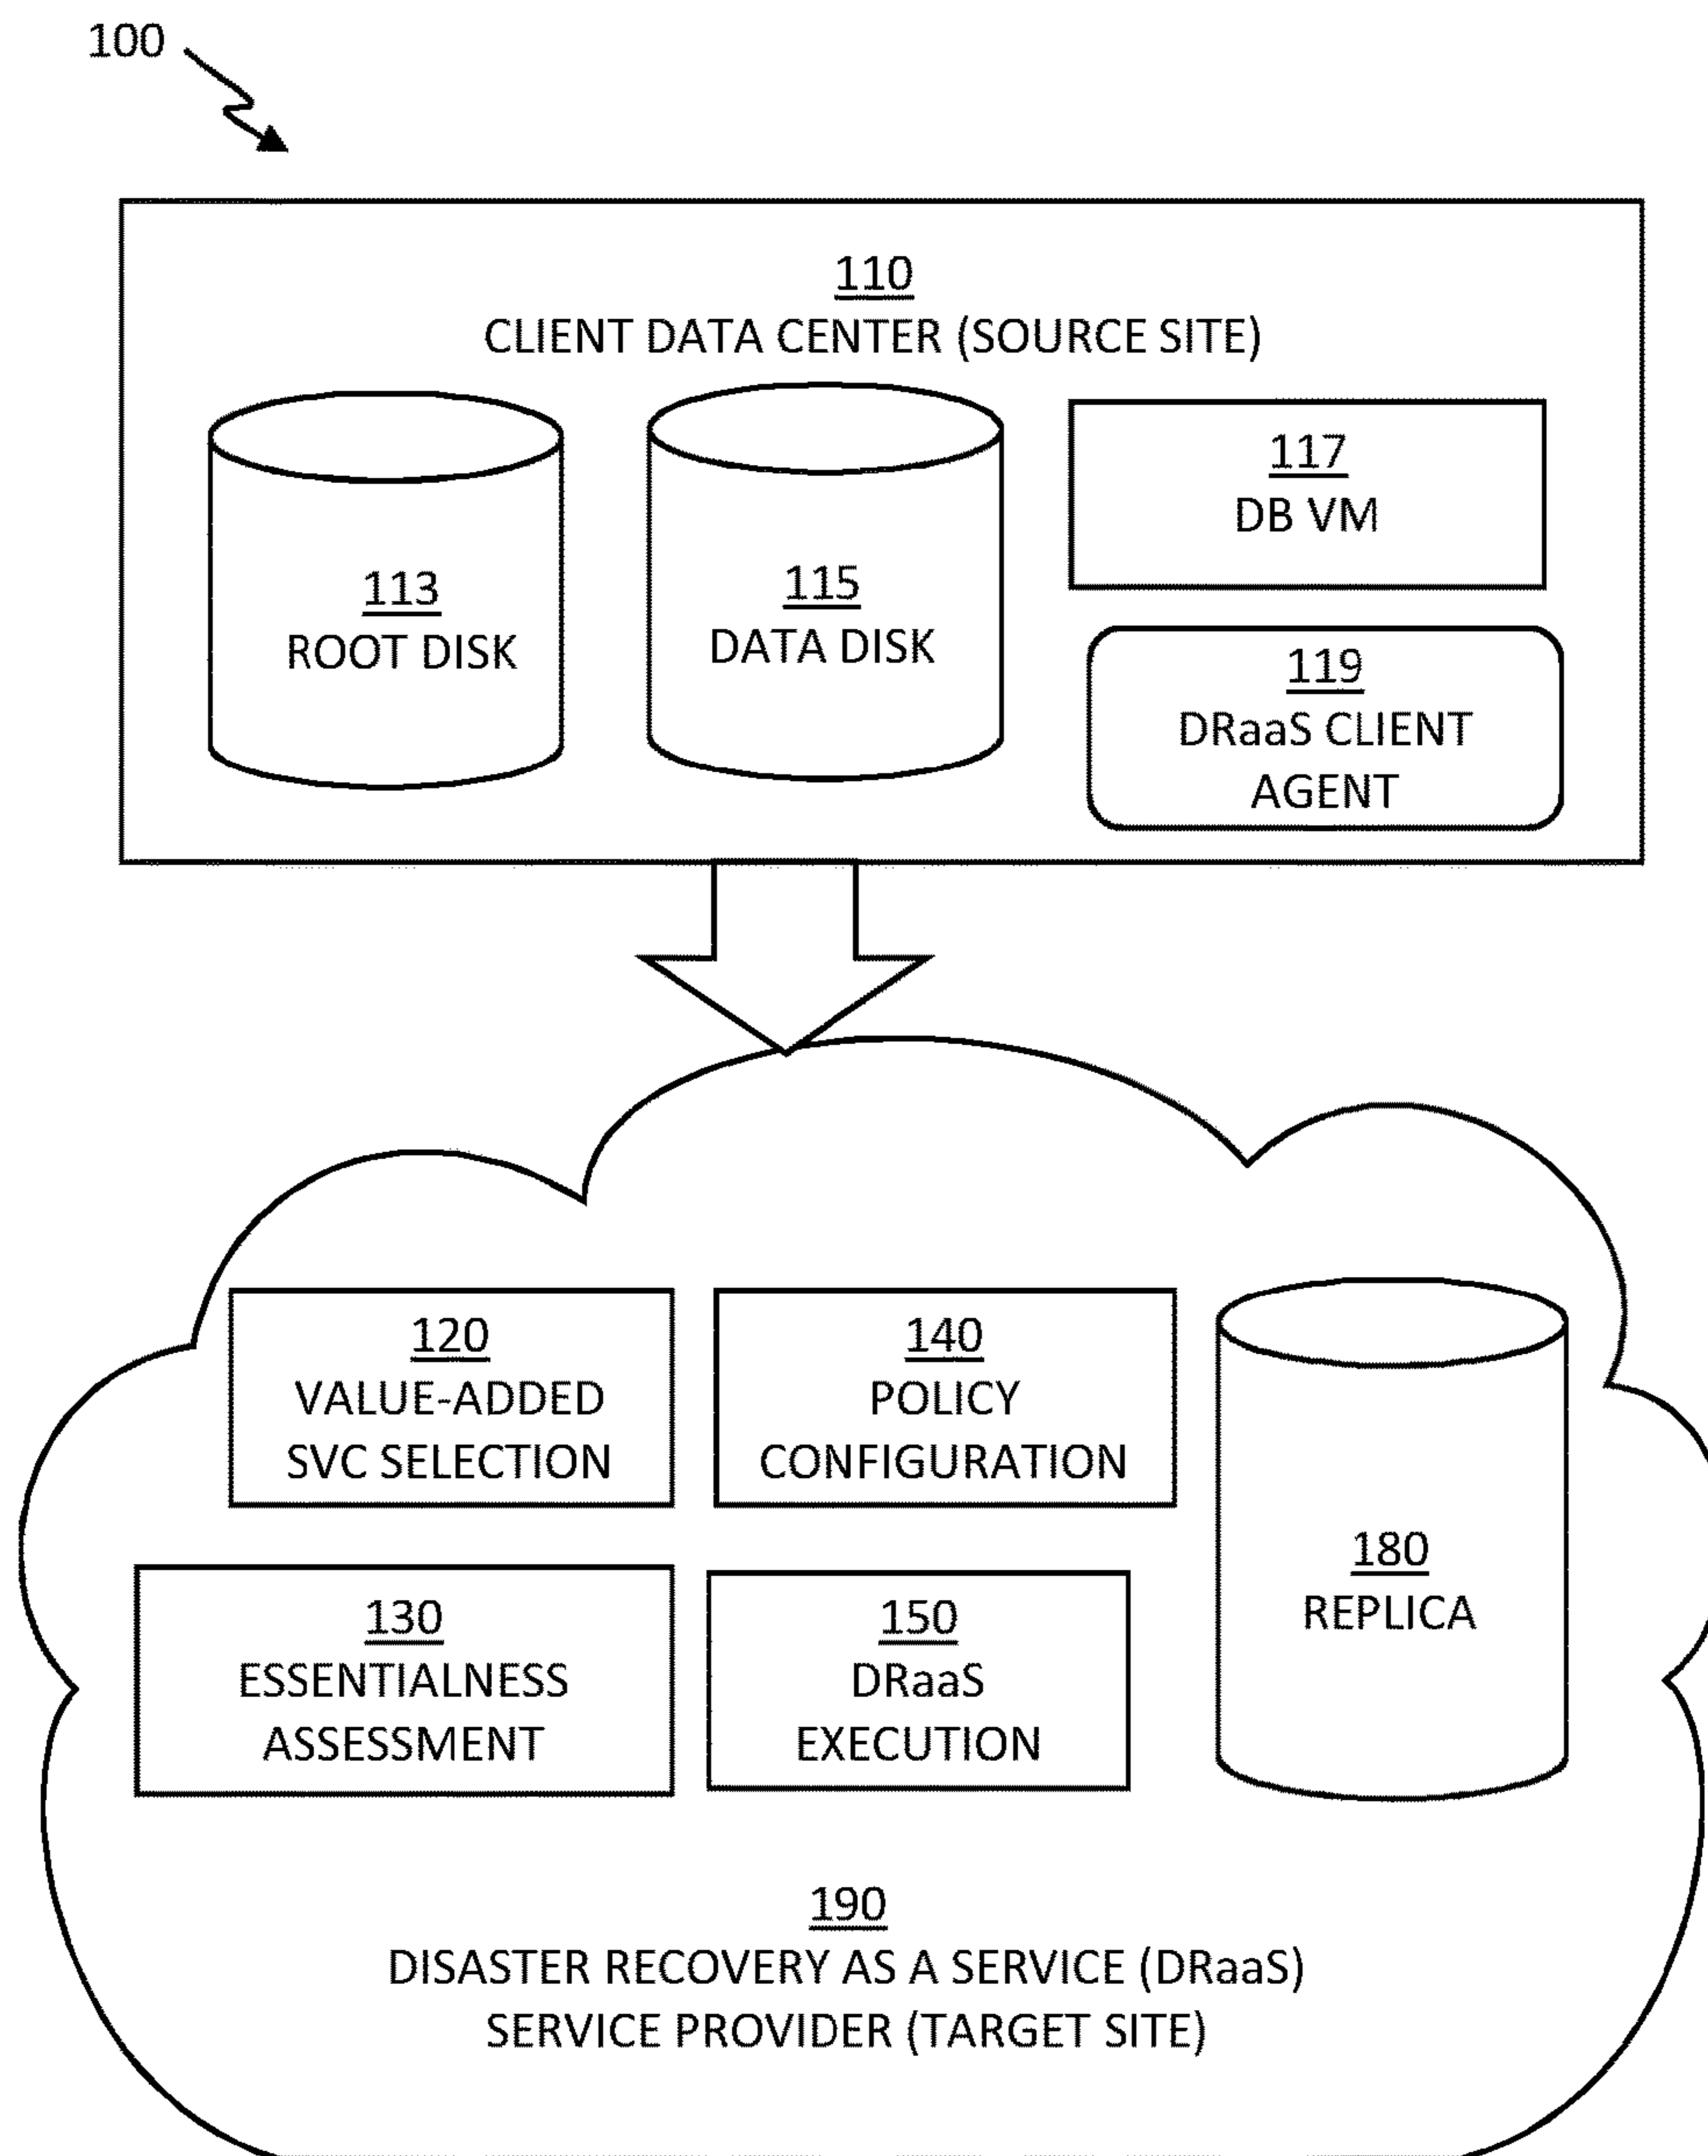 100
110
CLIENT DATA CENTER (SOURCE SITE)
113
ROOT DISK
115
DATA DISK
117
DB VM
119
DRaaS CLIENT
AGENT
120
VALUE-ADDED
SVC SELECTION
140
POLICY
CONFIGURATION
130
ESSENTIALNESS
ASSESSMENT
150
DRaaS
EXECUTION
180
REPLICA
190
DISASTER RECOVERY AS A SERVICE (DRaaS)
SERVICE PROVIDER (TARGET SITE)